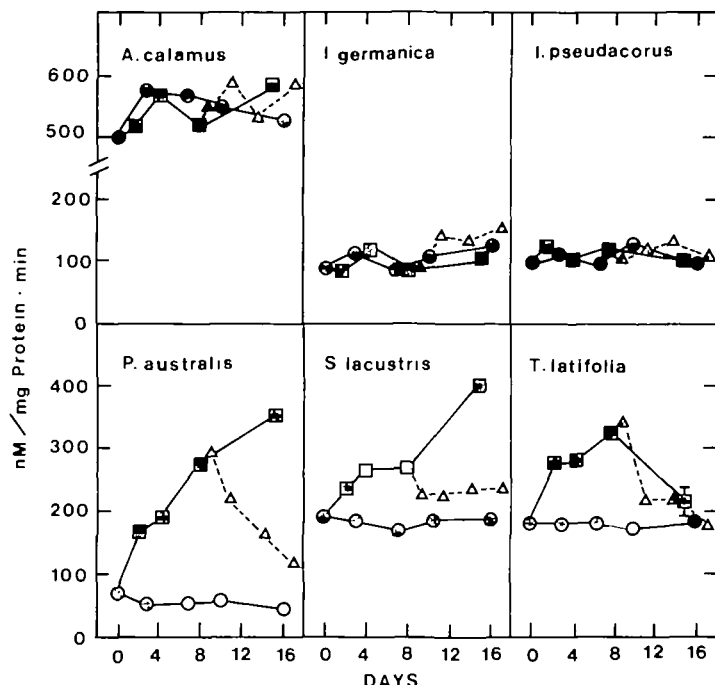 A. calamus
I germanica
I. pseudacorus
600
500
200
100
0
P. australis
S lacustris
T. latifolia
400
300
200
100
0
0 4 8 12 16 0 4 8 12 16 0 4 8 12 16
DAYS
nM / mg Protein · min